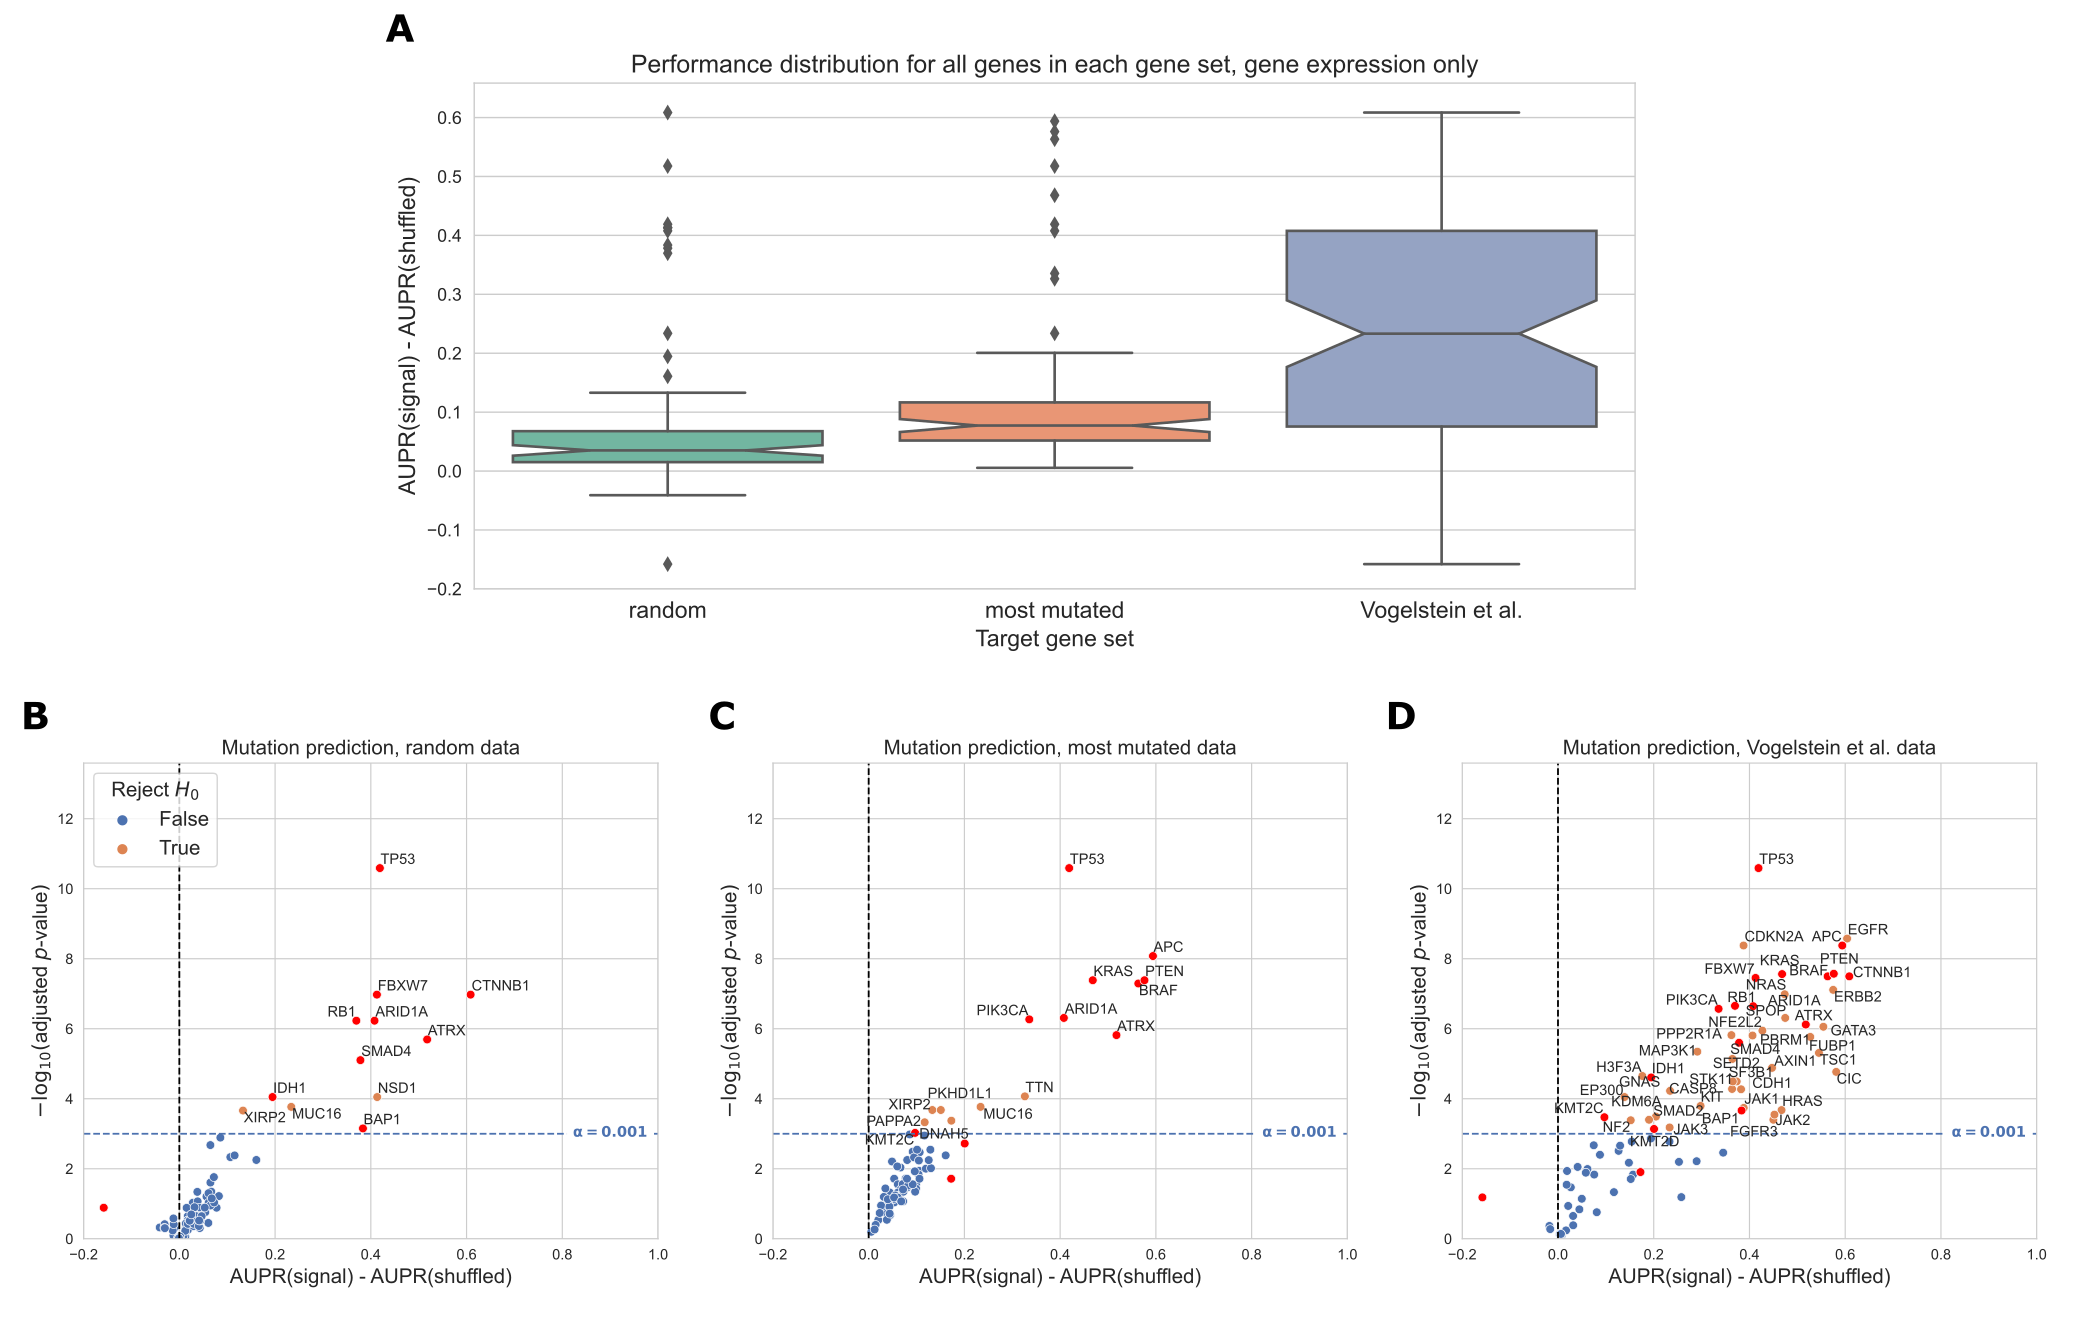 A
Performance distribution for all genes in each gene set, gene expression only
AUPR(signal) - AUPR(shuffled)
0.6
0.5
0.4
0.3
0.2
0.1
0.0
−0.1
−0.2
random
most mutated
Vogelstein et al.
Target gene set
B
Mutation prediction, random data
Reject H0
False
True
−log10(adjusted p-value)
12
10
8
6
4
2
0
TP53
FBXW7
CTNNB1
RB1
ARID1A
ATRX
SMAD4
IDH1
NSD1
XIRP2
MUC16
BAP1
α = 0.001
−0.2
0.0
0.2
0.4
0.6
0.8
1.0
AUPR(signal) - AUPR(shuffled)
C
Mutation prediction, most mutated data
−log10(adjusted p-value)
12
10
8
6
4
2
0
TP53
APC
KRAS
PTEN
BRAF
PIK3CA
ARID1A
ATRX
PKHD1L1
TTN
XIRP2
MUC16
PAPPA2
KMT2C
DNAH5
α = 0.001
−0.2
0.0
0.2
0.4
0.6
0.8
1.0
AUPR(signal) - AUPR(shuffled)
D
Mutation prediction, Vogelstein et al. data
−log10(adjusted p-value)
12
10
8
6
4
2
0
TP53
CDKN2A
APC
EGFR
KRAS
PTEN
FBXW7
BRAF
CTNNB1
NRAS
PIK3CA
RB1
ARID1A
ERBB2
SPOP
ATRX
NFE2L2
PPP2R1A
PBRM1
GATA3
MAP3K1
SMAD4
FUBP1
SETD2
AXIN1
TSC1
H3F3A
IDH1
SF3B1
GNAS
STK11
CDH1
CIC
EP300
CASP8
KDM6A
KIT
JAK1
HRAS
KMT2C
SMAD2
BAP1
JAK2
NF2
JAK3
FGFR3
KMT2D
α = 0.001
−0.2
0.0
0.2
0.4
0.6
0.8
1.0
AUPR(signal) - AUPR(shuffled)